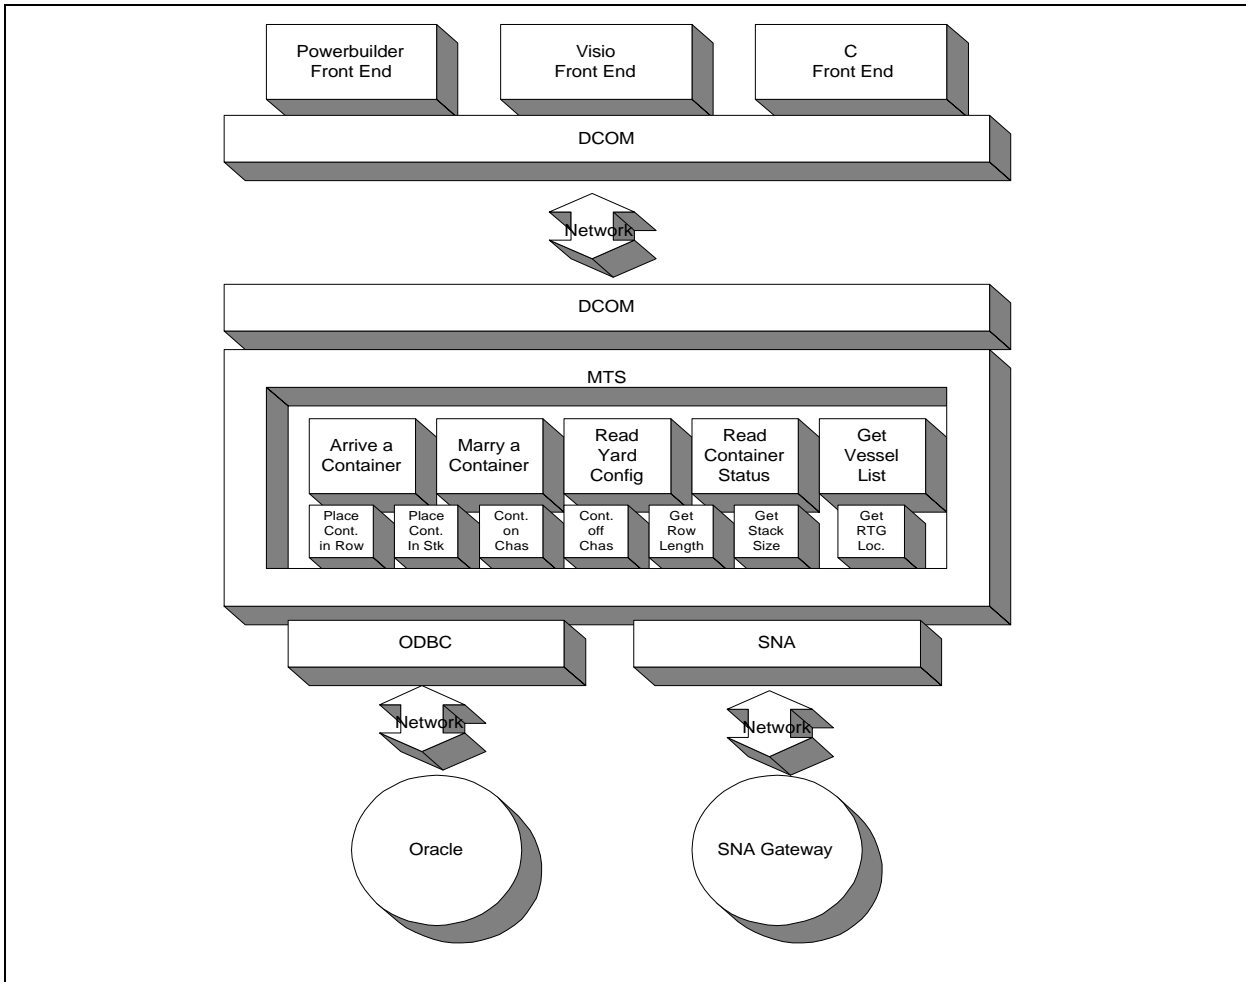 Powerbuilder
Front End
Visio
Front End
C
Front End
DCOM
Network
DCOM
MTS
Arrive a
Container
Marry a
Container
Read
Yard
Config
Read
Container
Status
Get
Vessel
List
Place
Cont.
in Row
Place
Cont.
In Stk
Cont.
on
Chas
Cont.
off
Chas
Get
Row
Length
Get
Stack
Size
Get
RTG
Loc.
ODBC
SNA
Network
Network
Oracle
SNA Gateway